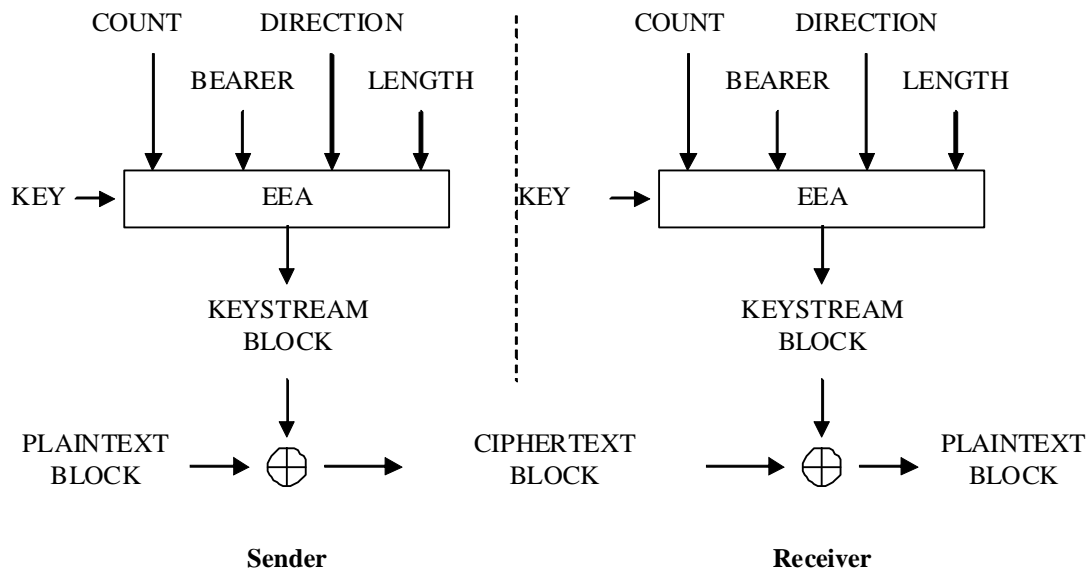 COUNT DIRECTION COUNT DIRECTION
BEARER LENGTH BEARER LENGTH
KEY EEA KEY EEA
KEYSTREAM BLOCK KEYSTREAM BLOCK
PLAINTEXT BLOCK CIPHERTEXT BLOCK PLAINTEXT BLOCK
Sender Receiver